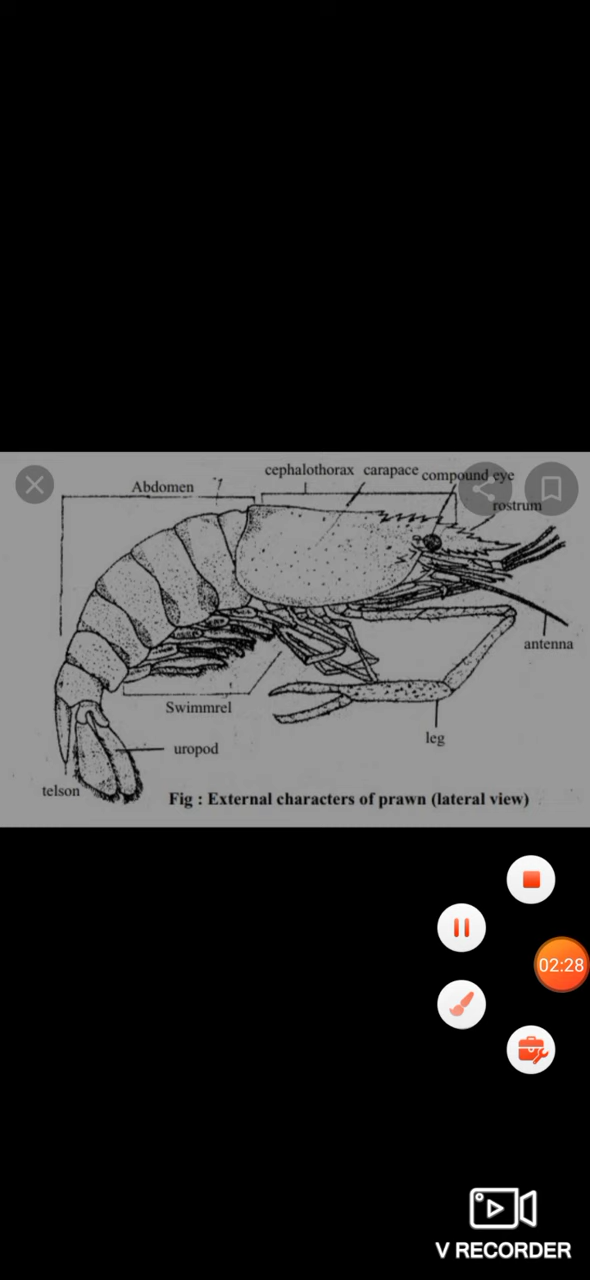 cephalothorax carapace compound eye
Abdomen
rostrum
antenna
Swimmrel
leg
uropod
telson
Fig : External characters of prawn (lateral view)
02:28
V RECORDER